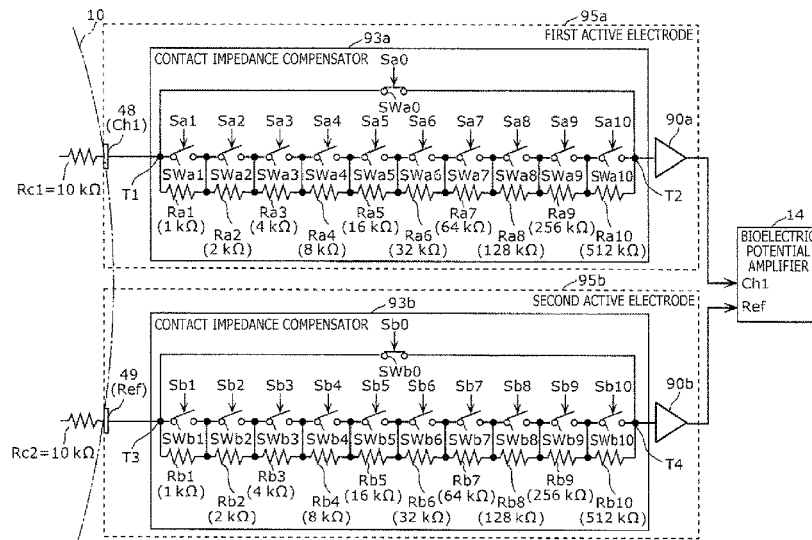 10
95a
93a
FIRST ACTIVE ELECTRODE
CONTACT IMPEDANCE COMPENSATOR
Sa0
SWa0
48
(Ch1)
Sa1 Sa2 Sa3 Sa4 Sa5 Sa6 Sa7 Sa8 Sa9 Sa10
90a
SWa1 SWa2 SWa3 SWa4 SWa5 SWa6 SWa7 SWa8 SWa9 SWa10
T1
T2
Rc1=10 kΩ
Ra1 (1 kΩ)
Ra2 (2 kΩ)
Ra3 (4 kΩ)
Ra4 (8 kΩ)
Ra5 (16 kΩ)
Ra6 (32 kΩ)
Ra7 (64 kΩ)
Ra8 (128 kΩ)
Ra9 (256 kΩ)
Ra10 (512 kΩ)
14
BIOELECTRIC
POTENTIAL
AMPLIFIER
Ch1
Ref
95b
93b
SECOND ACTIVE ELECTRODE
CONTACT IMPEDANCE COMPENSATOR
Sb0
SWb0
49
(Ref)
Sb1 Sb2 Sb3 Sb4 Sb5 Sb6 Sb7 Sb8 Sb9 Sb10
90b
SWb1 SWb2 SWb3 SWb4 SWb5 SWb6 SWb7 SWb8 SWb9 SWb10
T3
T4
Rc2=10 kΩ
Rb1 (1 kΩ)
Rb2 (2 kΩ)
Rb3 (4 kΩ)
Rb4 (8 kΩ)
Rb5 (16 kΩ)
Rb6 (32 kΩ)
Rb7 (64 kΩ)
Rb8 (128 kΩ)
Rb9 (256 kΩ)
Rb10 (512 kΩ)